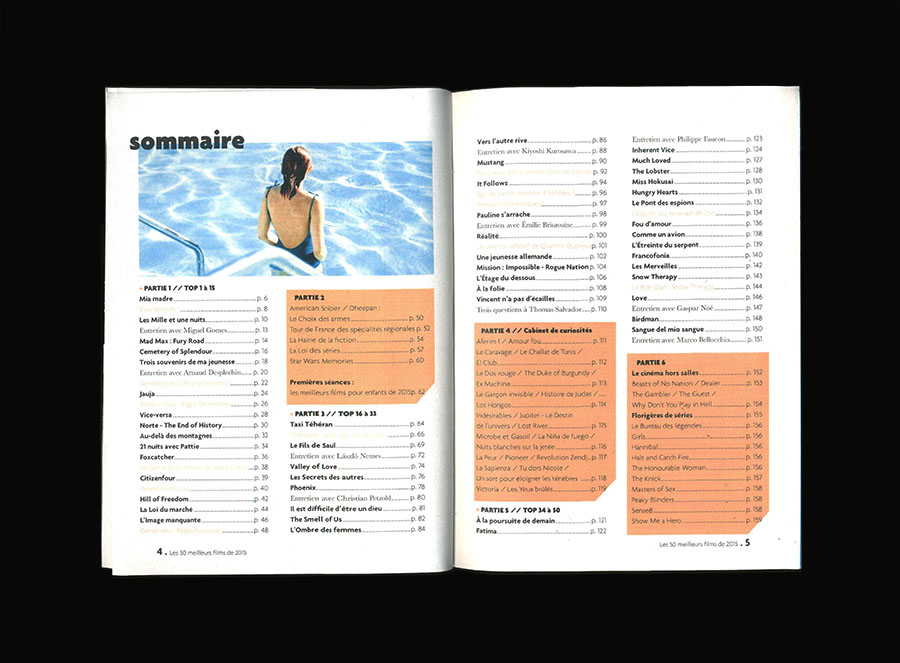 sommaire
PARTIE 1 // TOP 1 à 15
Mia madre p. 6
p. 8
Les Mille et une nuits p. 10
Entretien avec Miguel Gomes p. 13
Mad Max : Fury Road p. 14
Cemetery of Splendour p. 16
Trois souvenirs de ma jeunesse p. 18
Entretien avec Arnaud Desplechin p. 20
p. 22
Jauja p. 24
p. 26
Vice-versa p. 28
Norte - The End of History p. 30
Au-delà des montagnes p. 32
21 nuits avec Pattie p. 34
Foxcatcher p. 36
p. 38
Citizenfour p. 39
p. 40
Hill of Freedom p. 42
La Loi du marché p. 44
L'Image manquante p. 46
p. 48
PARTIE 2
American Sniper / Dheepan :
Le Choix des armes p. 50
Tour de France des spécialités régionales p. 52
La Haine de la fiction p. 54
La Loi des séries p. 57
Star Wars Memories p. 60
Premières séances :
les meilleurs films pour enfants de 2015 p. 62
PARTIE 3 // TOP 16 à 33
Taxi Téhéran p. 64
p. 66
Le Fils de Saul p. 69
Entretien avec László Nemes p. 72
Valley of Love p. 74
Les Secrets des autres p. 76
Phoenix p. 78
Entretien avec Christian Petzold p. 80
Il est difficile d'être un dieu p. 81
The Smell of Us p. 82
L'Ombre des femmes p. 84
4 . Les 50 meilleurs films de 2015
Vers l'autre rive p. 86
Entretien avec Kiyoshi Kurosawa p. 88
Mustang p. 90
p. 92
It Follows p. 94
p. 96
p. 97
Pauline s'arrache p. 98
Entretien avec Émilie Brisavoine p. 99
Réalité p. 100
p. 101
Une jeunesse allemande p. 102
Mission : Impossible - Rogue Nation p. 104
L'Étage du dessous p. 106
À la folie p. 108
Vincent n'a pas d'écailles p. 109
Trois questions à Thomas Salvador p. 110
PARTIE 4 // Cabinet de curiosités
Aferim ! / Amour fou p. 111
Le Caravage / Le Challat de Tunis /
El Club p. 112
Le Dos rouge / The Duke of Burgundy /
Ex Machina p. 113
Le Garçon invisible / Histoire de Judas /
Los Hongos p. 114
Indésirables / Jupiter - Le Destin
de l'univers / Lost River p. 115
Microbe et Gasoil / La Niña de fuego /
Nuits blanches sur la jetée p. 116
La Peur / Pioneer / Revolution Zendj p. 117
La Sapienza / Tu dors Nicole /
Un sort pour éloigner les ténèbres p. 118
Victoria / Les Yeux brûlés p. 119
PARTIE 5 // TOP 34 à 50
À la poursuite de demain p. 121
Fatima p. 122
Entretien avec Philippe Faucon p. 123
Inherent Vice p. 124
Much Loved p. 127
The Lobster p. 128
Miss Hokusai p. 130
Hungry Hearts p. 131
Le Pont des espions p. 132
p. 134
Fou d'amour p. 136
Comme un avion p. 138
L'Étreinte du serpent p. 139
Francofonia p. 140
Les Merveilles p. 142
Snow Therapy p. 143
p. 144
Love p. 146
Entretien avec Gaspar Noé p. 147
Birdman p. 148
Sangue del mio sangue p. 150
Entretien avec Marco Bellocchio p. 151
PARTIE 6
Le cinéma hors salles p. 152
Beasts of No Nation / Dealer p. 153
The Gambler / The Guest /
Why Don't You Play in Hell p. 154
Florigères de séries p. 155
Le Bureau des légendes p. 156
Girls p. 156
Hannibal p. 156
Halt and Catch Fire p. 156
The Honourable Woman p. 156
The Knick p. 157
Masters of Sex p. 157
Peaky Blinders p. 158
Sense8 p. 158
Show Me a Hero p. 159
Les 50 meilleurs films de 2015 . 5